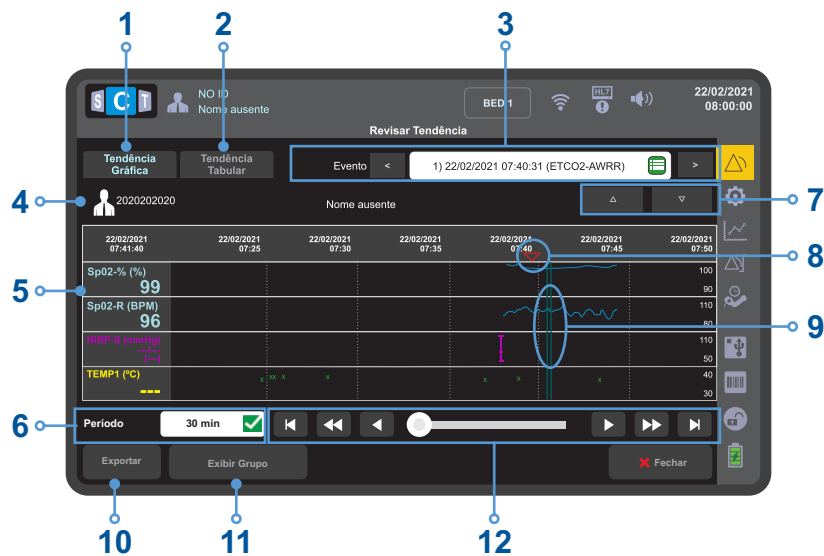 1
2
3
S C T
NO ID
Nome ausente
BED 1
HL7
22/02/2021
08:00:00
Revisar Tendência
Tendência
Gráfica
Tendência
Tabular
Evento
<
1) 22/02/2021 07:40:31 (ETCO2-AWRR)
>
4
2020202020
Nome ausente
7
22/02/2021
07:41:40
22/02/2021
07:25
22/02/2021
07:30
22/02/2021
07:35
22/02/2021
07:40
22/02/2021
07:45
22/02/2021
07:50
8
5
Sp02-% (%)
99
100
90
Sp02-R (BPM)
96
110
80
9
NIBP-S (mmHg)
---/---
(---)
110
50
TEMP1 (ºC)
---
x xx x x x x x
40
30
6
Período
30 min
Exportar
Exibir Grupo
Fechar
10
11
12